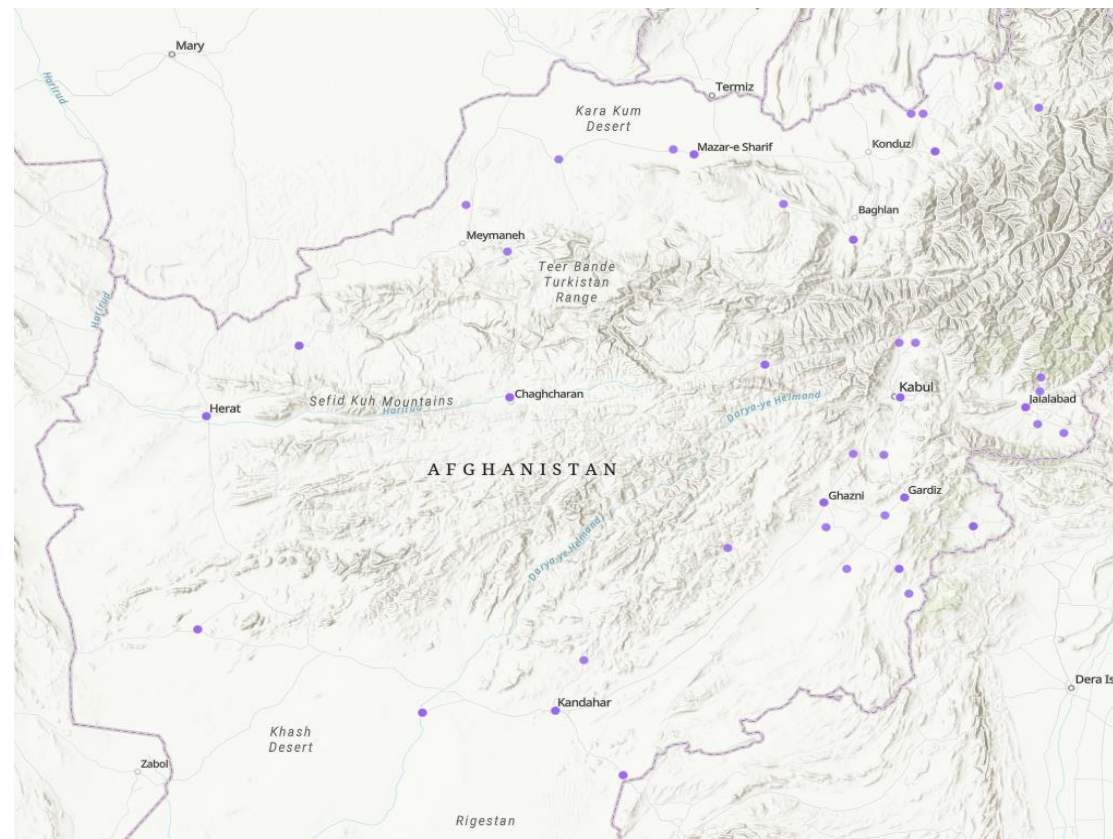 Mary
Harirud
Termiz
Kara Kum
Desert
Mazar-e Sharif
Konduz
Baghlan
Meymaneh
Teer Bande
Turkistan
Range
Harirud
Kabul
Chaghcharan
Sefid Kuh Mountains
Harirud
Darya-ye Helmand
Jalalabad
Herat
AFGHANISTAN
Ghazni
Gardiz
Darya-ye Helmand
Dera Is
Kandahar
Khash
Desert
Zabol
Rigestan